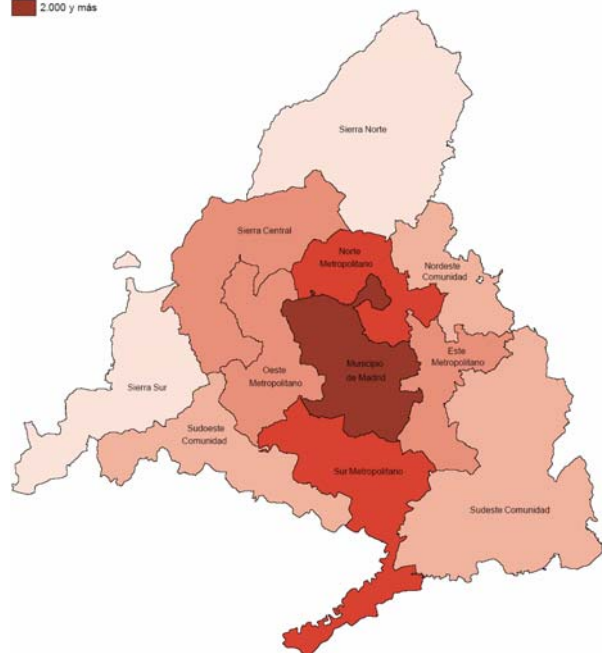 2.000 y más
Sierra Norte
Sierra Central
Norte
Metropolitano
Nordeste
Comunidad
Este
Metropolitano
Municipio
de Madrid
Oeste
Metropolitano
Sierra Sur
Sudoeste
Comunidad
Sur Metropolitano
Sudeste Comunidad